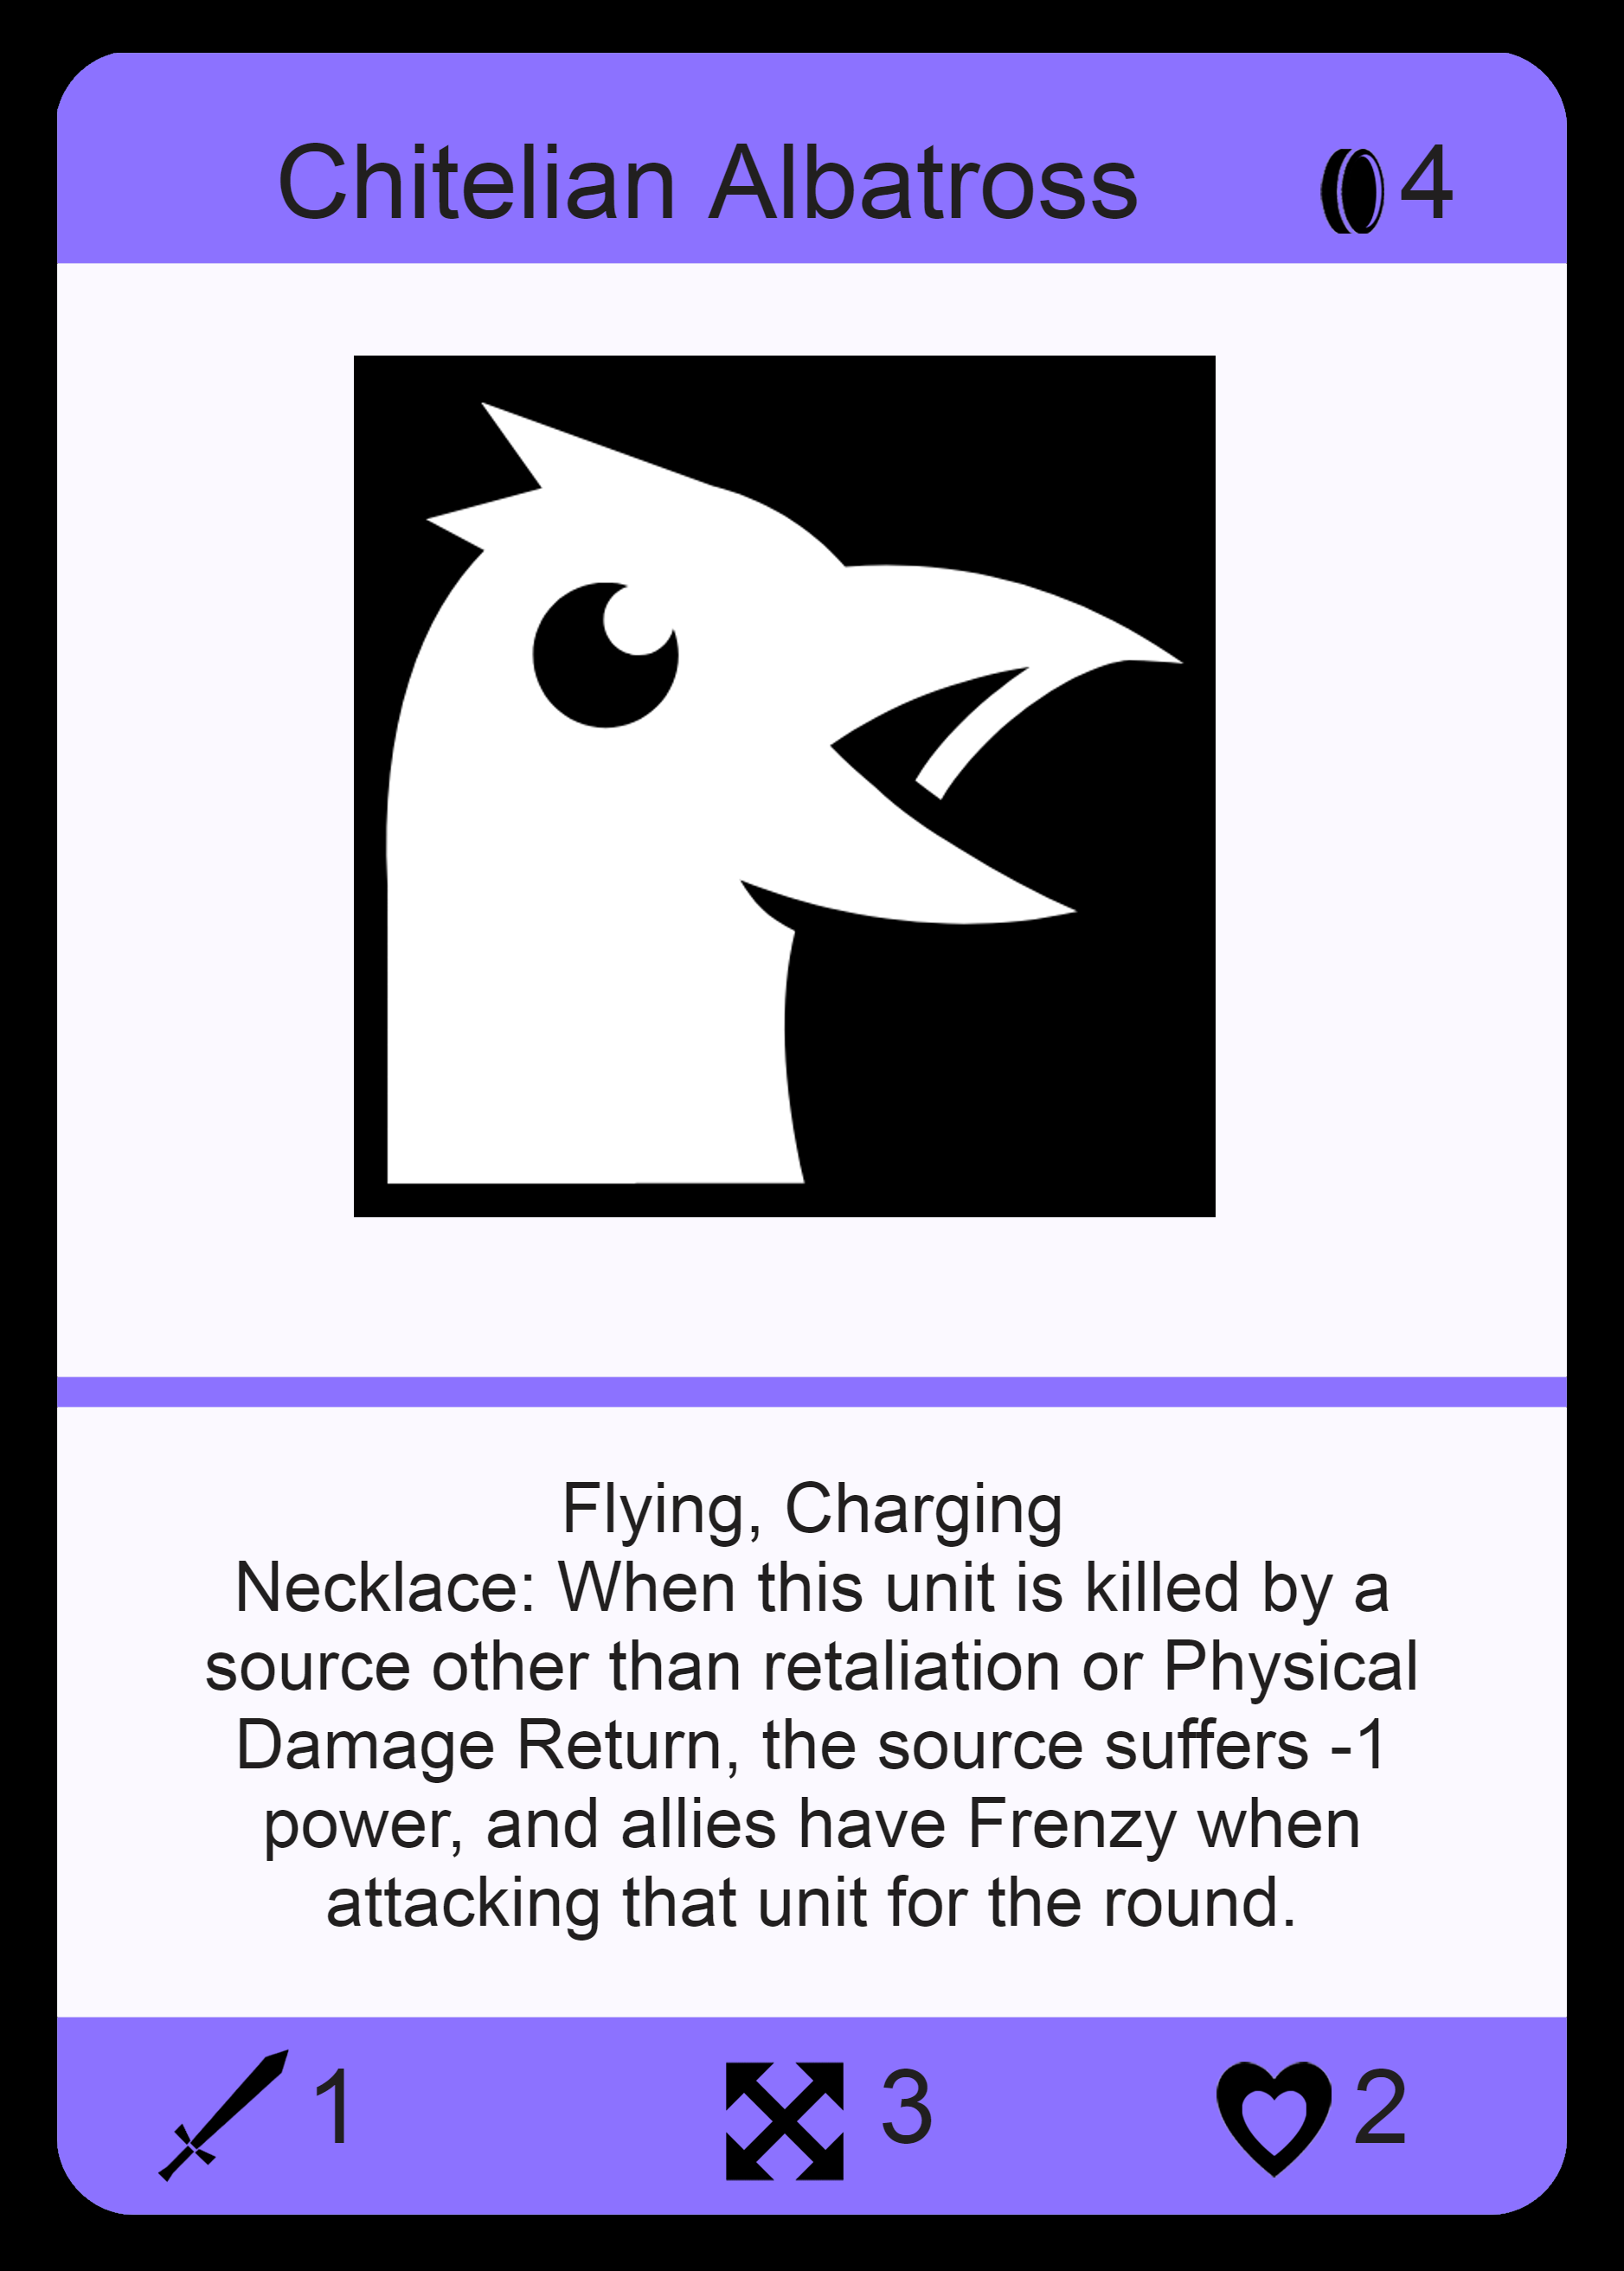 Chitelian Albatross 4
Flying, Charging
Necklace: When this unit is killed by a
source other than retaliation or Physical
Damage Return, the source suffers -1
power, and allies have Frenzy when
attacking that unit for the round.
1 3 2